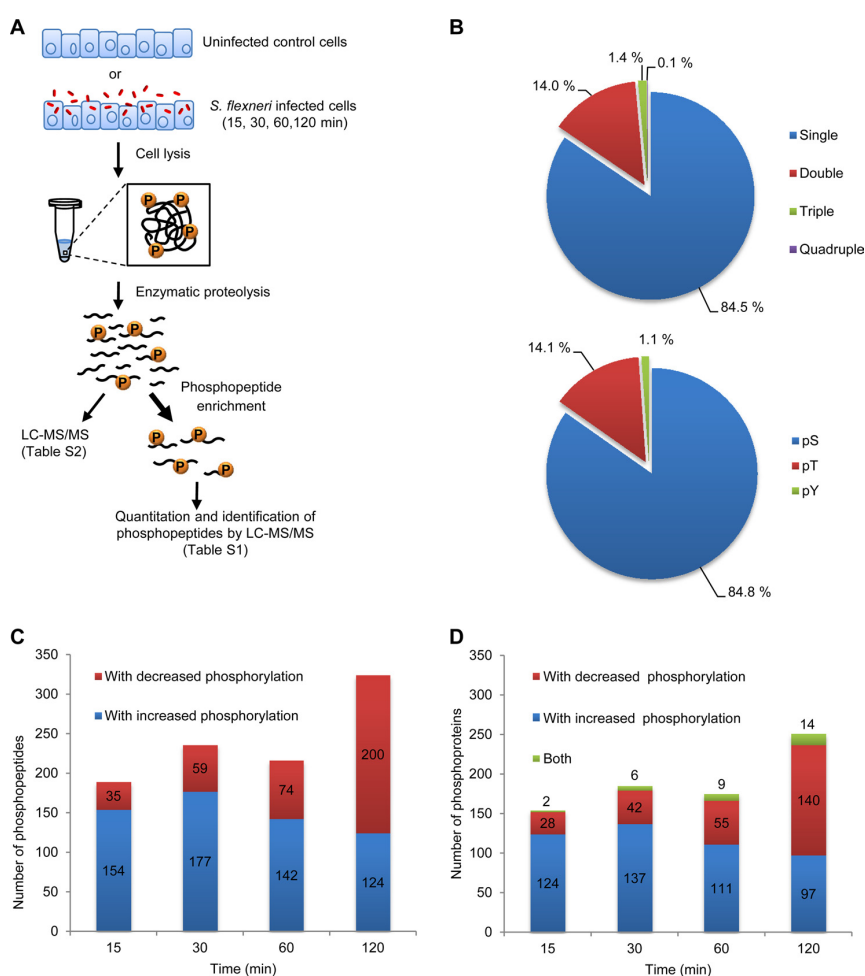 A
Uninfected control cells
or
S. flexneri infected cells
(15, 30, 60,120 min)
Cell lysis
P
P
P
P
Enzymatic proteolysis
P
P
P
P
Phosphopeptide
enrichment
LC-MS/MS
(Table S2)
P
P
P
P
Quantitation and identification of
phosphopeptides by LC-MS/MS
(Table S1)
B
1.4 %
0.1 %
14.0 %
Single
Double
Triple
Quadruple
84.5 %
1.1 %
14.1 %
pS
pT
pY
84.8 %
C
Number of phosphopeptides
350
300
250
200
150
100
50
0
With decreased phosphorylation
With increased phosphorylation
35
154
59
177
74
142
200
124
15
30
60
120
Time (min)
D
Number of phosphoproteins
350
300
250
200
150
100
50
0
With decreased phosphorylation
With increased phosphorylation
Both
2
28
124
6
42
137
9
55
111
14
140
97
15
30
60
120
Time (min)